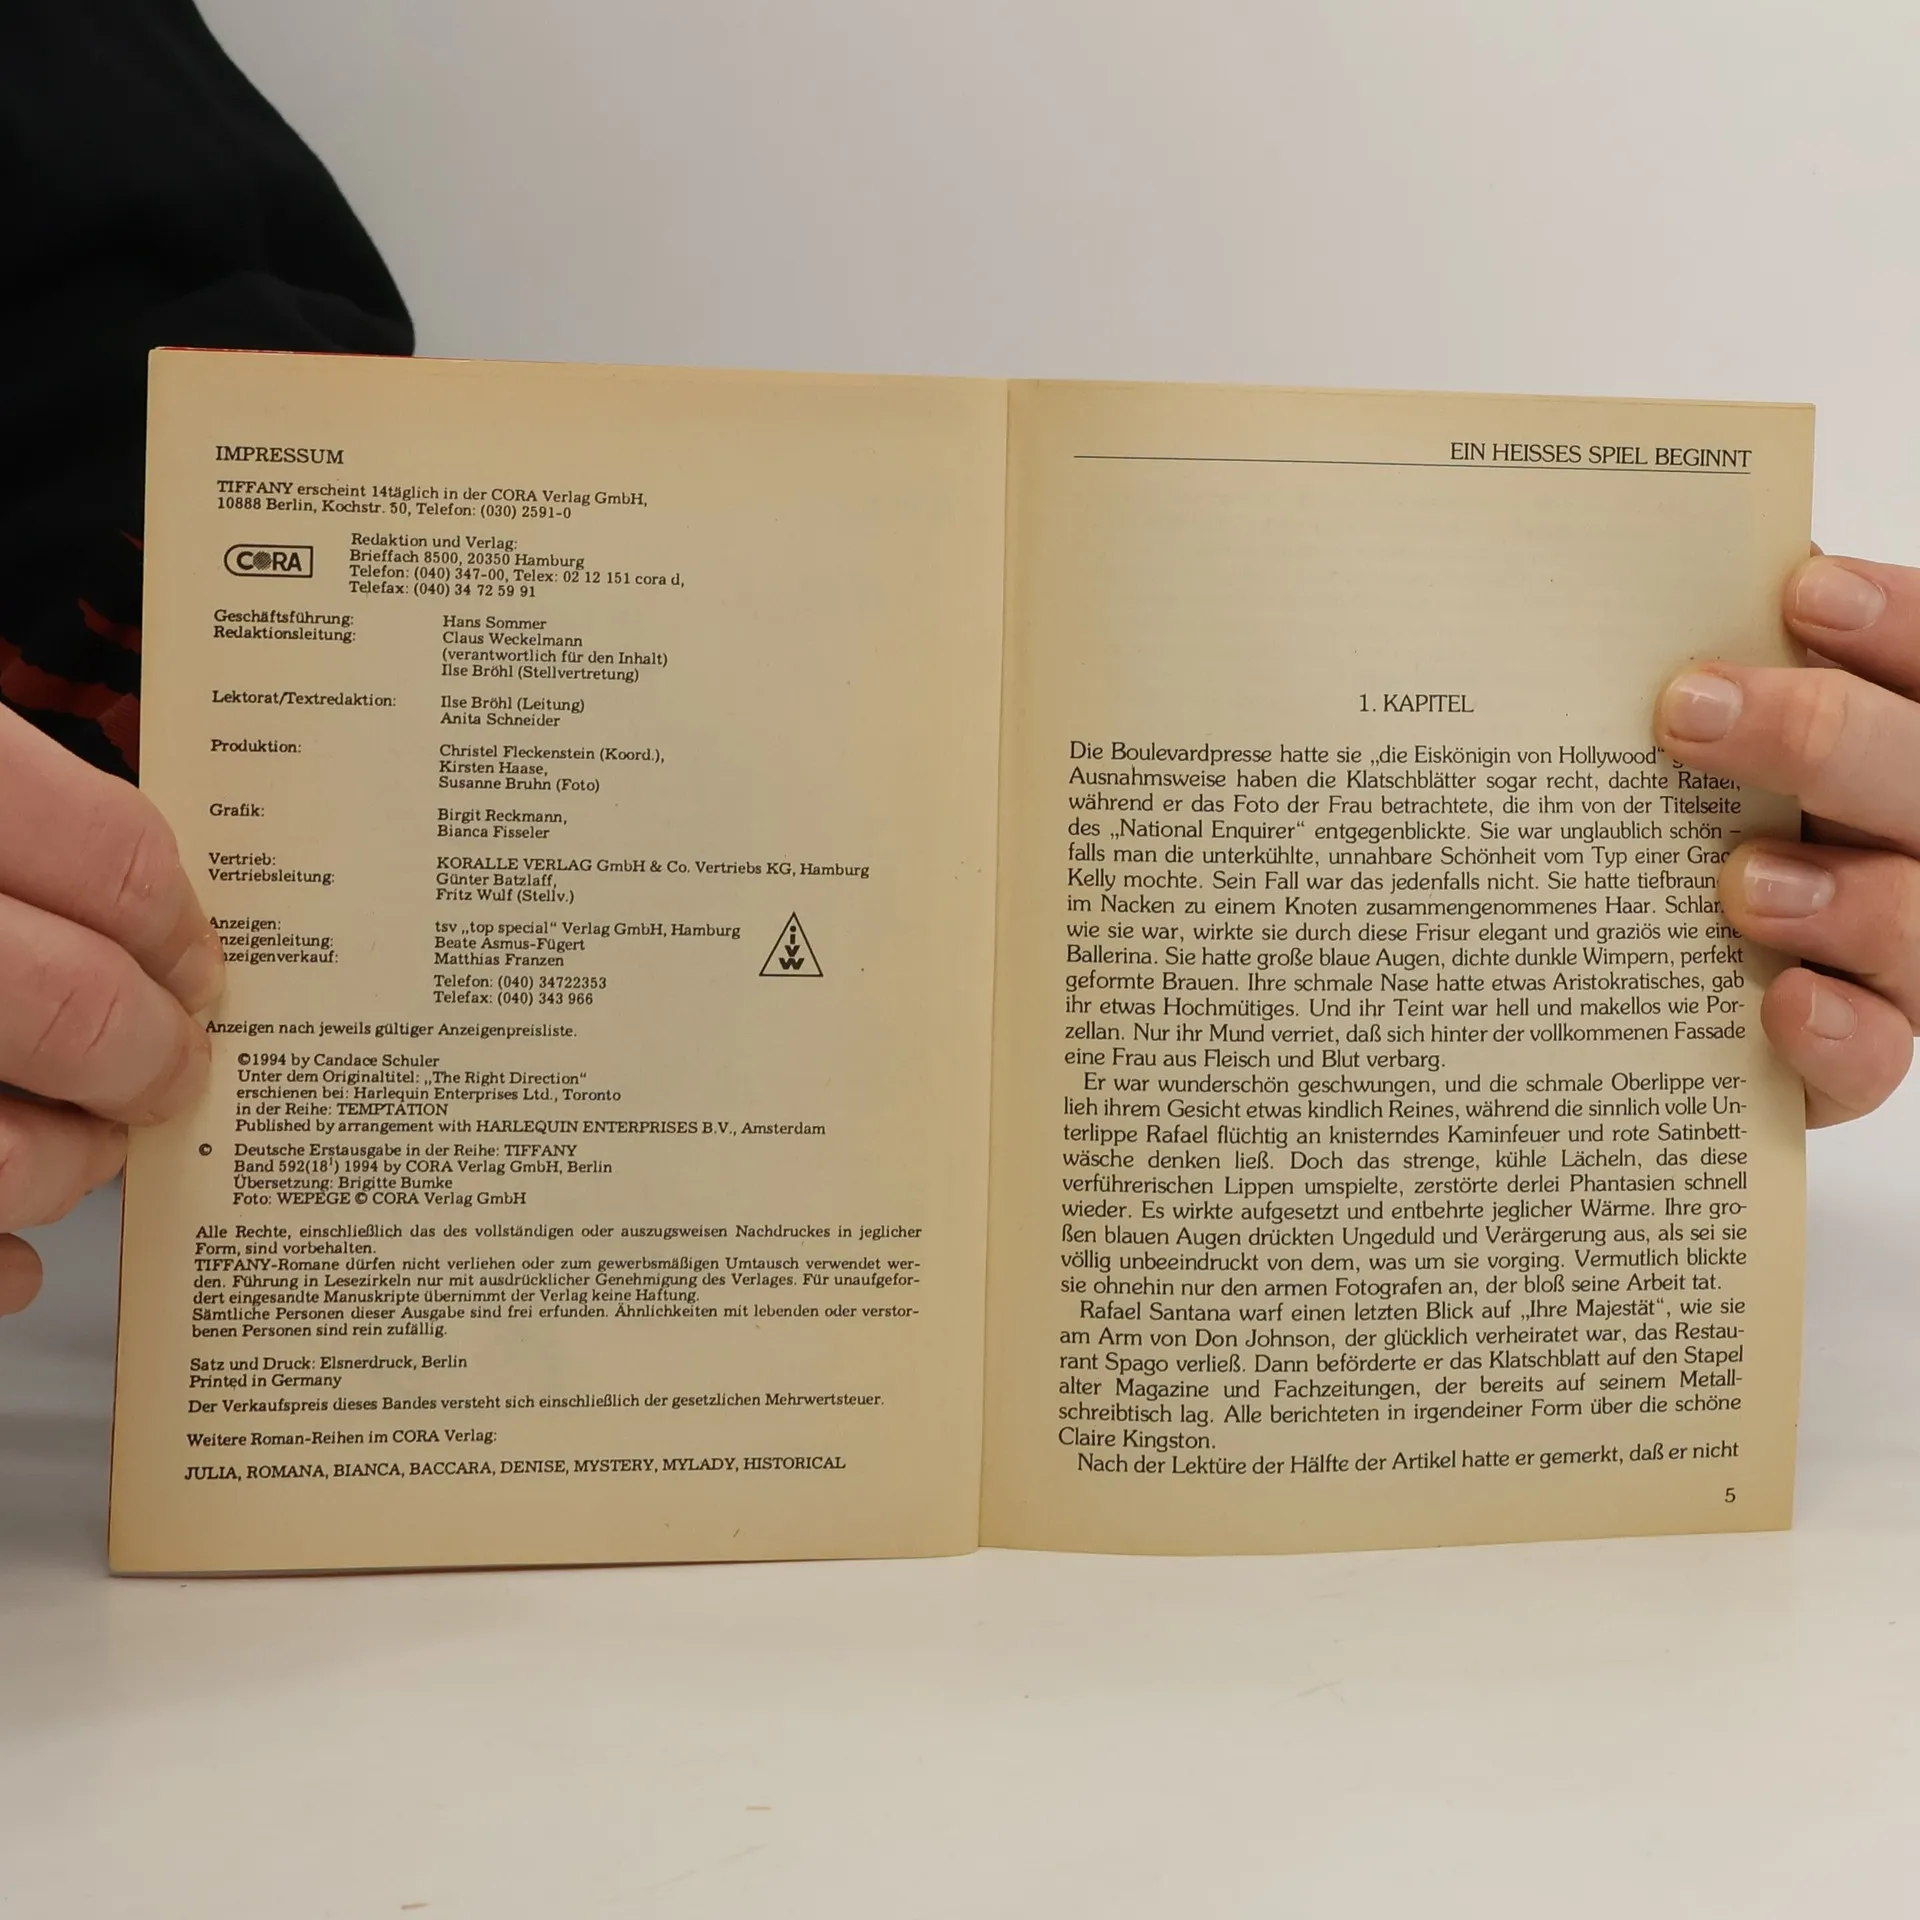 IMPRESSUM
TIFFANY erscheint 14täglich in der CORA Verlag GmbH,
10888 Berlin, Kochstr. 50, Telefon: (030) 2591-0
CORA
Redaktion und Verlag:
Brieffach 8500, 20350 Hamburg
Telefon: (040) 347-00, Telex: 02 12 151 cora d,
Telefax: (040) 34 72 59 91
Geschäftsführung: Hans Sommer
Redaktionsleitung: Claus Weckelmann
(verantwortlich für den Inhalt)
Ilse Bröhl (Stellvertretung)
Lektorat/Textredaktion: Ilse Bröhl (Leitung)
Anita Schneider
Produktion: Christel Fleckenstein (Koord.),
Kirsten Haase,
Susanne Bruhn (Foto)
Grafik: Birgit Reckmann,
Bianca Fisseler
Vertrieb: KORALLE VERLAG GmbH & Co. Vertriebs KG, Hamburg
Vertriebsleitung: Günter Batzlaff,
Fritz Wulf (Stellv.)
Anzeigen: tsv „top special“ Verlag GmbH, Hamburg
nzeigenleitung: Beate Asmus-Fügert
zeigenverkauf: Matthias Franzen
Telefon: (040) 34722353
Telefax: (040) 343 966
ivw
Anzeigen nach jeweils gültiger Anzeigenpreisliste.
©1994 by Candace Schuler
Unter dem Originaltitel: „The Right Direction“
erschienen bei: Harlequin Enterprises Ltd., Toronto
in der Reihe: TEMPTATION
Published by arrangement with HARLEQUIN ENTERPRISES B.V., Amsterdam
© Deutsche Erstausgabe in der Reihe: TIFFANY
Band 592(18¹) 1994 by CORA Verlag GmbH, Berlin
Übersetzung: Brigitte Bumke
Foto: WEPEGE © CORA Verlag GmbH
Alle Rechte, einschließlich das des vollständigen oder auszugsweisen Nachdruckes in jeglicher
Form, sind vorbehalten.
TIFFANY-Romane dürfen nicht verliehen oder zum gewerbsmäßigen Umtausch verwendet wer-
den. Führung in Lesezirkeln nur mit ausdrücklicher Genehmigung des Verlages. Für unaufgefor-
dert eingesandte Manuskripte übernimmt der Verlag keine Haftung.
Sämtliche Personen dieser Ausgabe sind frei erfunden. Ähnlichkeiten mit lebenden oder verstor-
benen Personen sind rein zufällig.
Satz und Druck: Elsnerdruck, Berlin
Printed in Germany
Der Verkaufspreis dieses Bandes versteht sich einschließlich der gesetzlichen Mehrwertsteuer.
Weitere Roman-Reihen im CORA Verlag:
JULIA, ROMANA, BIANCA, BACCARA, DENISE, MYSTERY, MYLADY, HISTORICAL
EIN HEISSES SPIEL BEGINNT
1. KAPITEL
Die Boulevardpresse hatte sie „die Eiskönigin von Hollywood“
Ausnahmsweise haben die Klatschblätter sogar recht, dachte Rafael,
während er das Foto der Frau betrachtete, die ihm von der Titelseite
des „National Enquirer“ entgegenblickte. Sie war unglaublich schön –
falls man die unterkühlte, unnahbare Schönheit vom Typ einer Grac
Kelly mochte. Sein Fall war das jedenfalls nicht. Sie hatte tiefbraun
im Nacken zu einem Knoten zusammengenommenes Haar. Schlan
wie sie war, wirkte sie durch diese Frisur elegant und graziös wie eine
Ballerina. Sie hatte große blaue Augen, dichte dunkle Wimpern, perfekt
geformte Brauen. Ihre schmale Nase hatte etwas Aristokratisches, gab
ihr etwas Hochmütiges. Und ihr Teint war hell und makellos wie Por-
zellan. Nur ihr Mund verriet, daß sich hinter der vollkommenen Fassade
eine Frau aus Fleisch und Blut verbarg.
Er war wunderschön geschwungen, und die schmale Oberlippe ver-
lieh ihrem Gesicht etwas kindlich Reines, während die sinnlich volle Un-
terlippe Rafael flüchtig an knisterndes Kaminfeuer und rote Satinbett-
wäsche denken ließ. Doch das strenge, kühle Lächeln, das diese
verführerischen Lippen umspielte, zerstörte derlei Phantasien schnell
wieder. Es wirkte aufgesetzt und entbehrte jeglicher Wärme. Ihre gro-
ßen blauen Augen drückten Ungeduld und Verärgerung aus, als sei sie
völlig unbeeindruckt von dem, was um sie vorging. Vermutlich blickte
sie ohnehin nur den armen Fotografen an, der bloß seine Arbeit tat.
Rafael Santana warf einen letzten Blick auf „Ihre Majestät“, wie sie
am Arm von Don Johnson, der glücklich verheiratet war, das Restau-
rant Spago verließ. Dann beförderte er das Klatschblatt auf den Stapel
alter Magazine und Fachzeitungen, der bereits auf seinem Metall-
schreibtisch lag. Alle berichteten in irgendeiner Form über die schöne
Claire Kingston.
Nach der Lektüre der Hälfte der Artikel hatte er gemerkt, daß er nicht
5